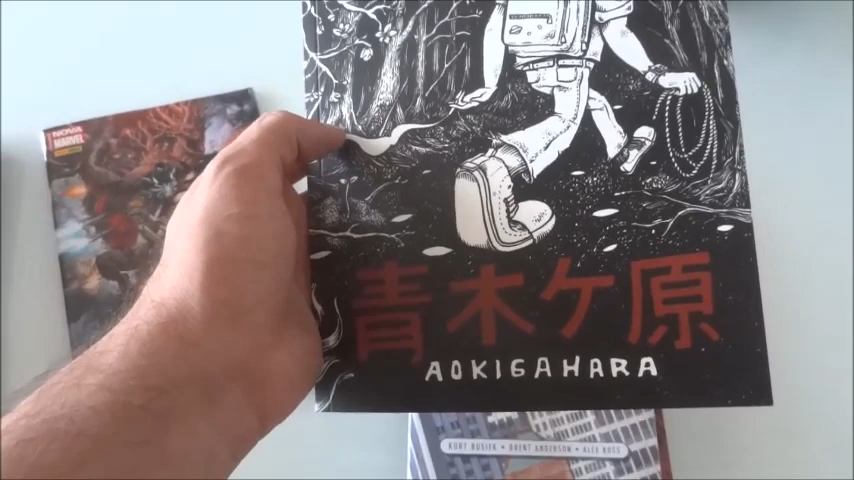 NOVA
MARVEL
青木ケ原
AOKIGAHARA
KURT BUSIEK • BRENT ANDERSON • ALEX ROSS